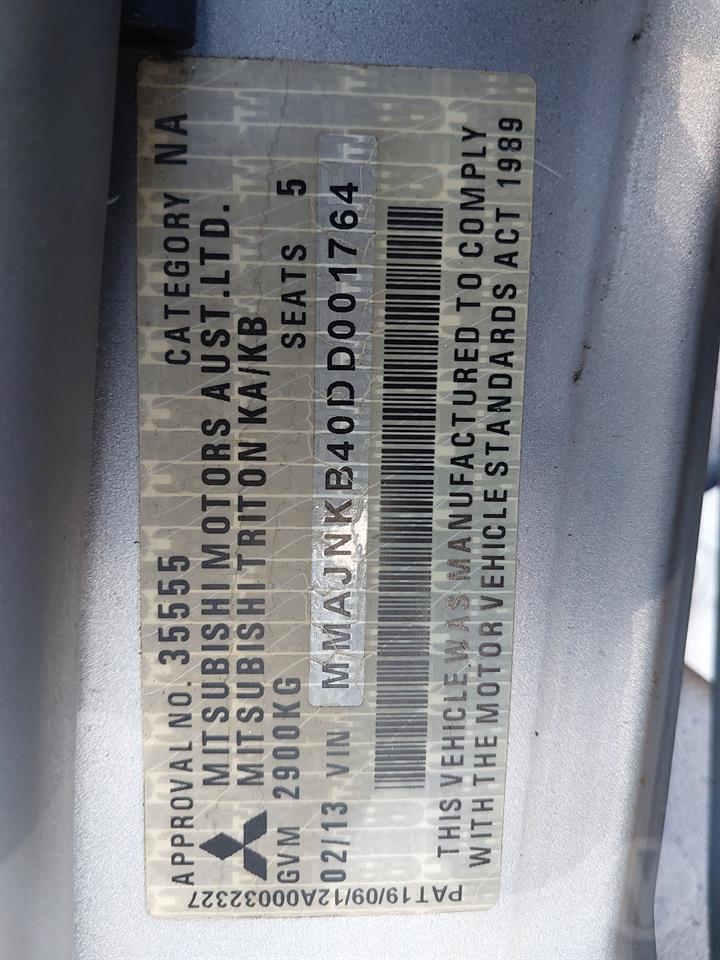 APPROVAL NO. 35555 CATEGORY NA
MITSUBISHI MOTORS AUST.LTD.
MITSUBISHI TRITON KA/KB
GVM 2900KG SEATS 5
02/13 VIN MMAJNKB40DD001764
THIS VEHICLE WAS MANUFACTURED TO COMPLY
WITH THE MOTOR VEHICLE STANDARDS ACT 1989
PAT19/09/12A00032327